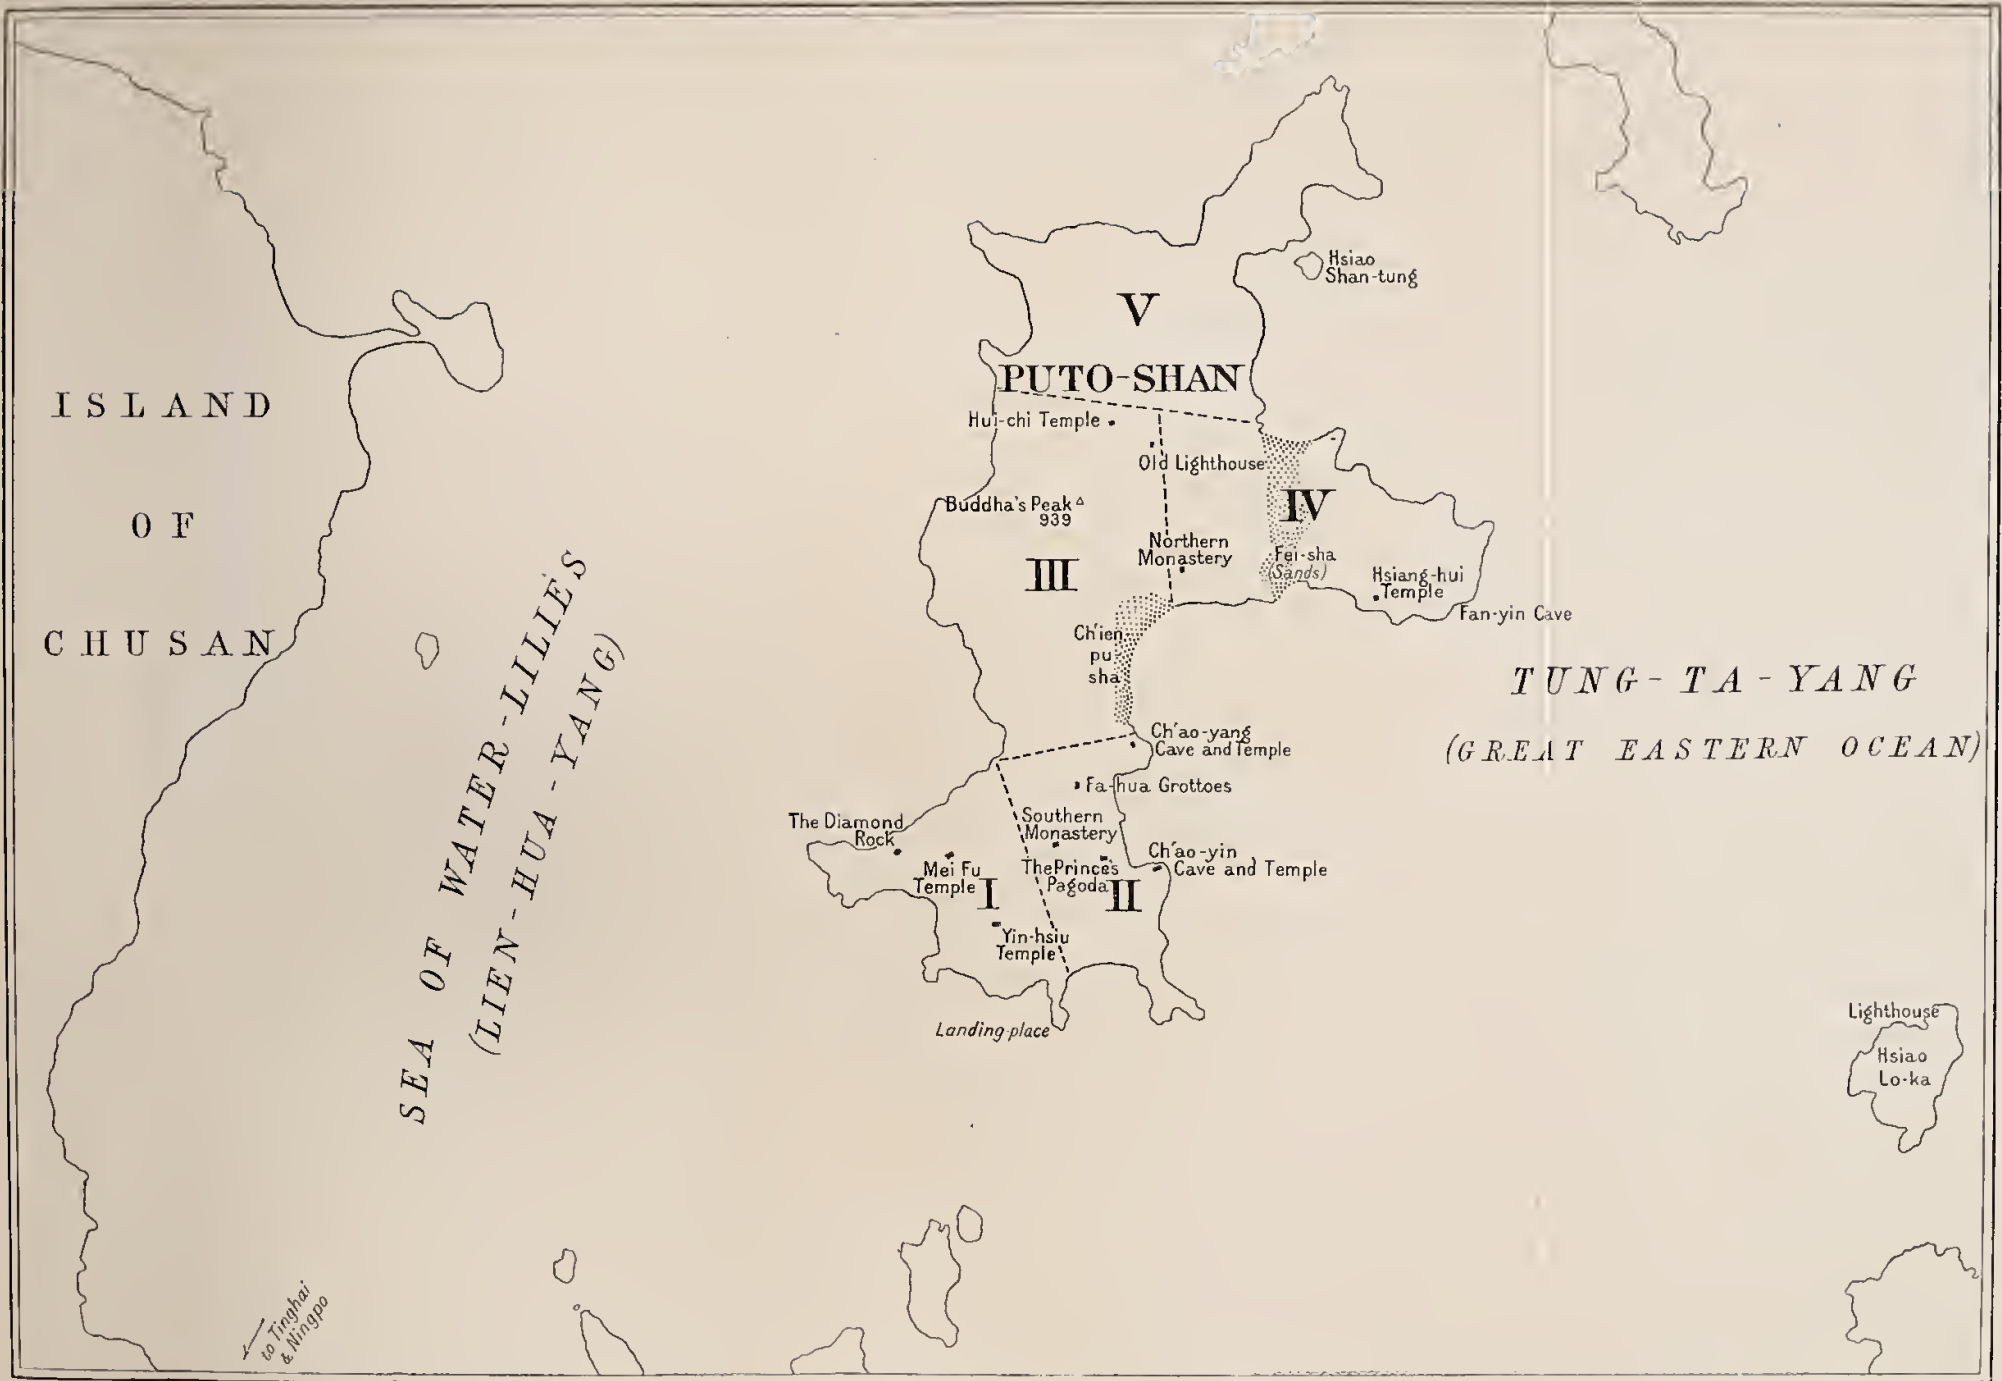 Hsiao
Shan-tung
V
PUTO-SHAN
ISLAND
OF
CHUSAN
Hui-chi Temple
Old Lighthouse
Buddha's Peak
939
IV
III
Northern
Monastery
Fei-sha
(Sands)
Hsiang-hui
Temple
Fan-yin Cave
Ch'ien
pu
sha
SEA OF WATER-LILIES
(LIEN-HUA-YANG)
TUNG-TA-YANG
(GREAT EASTERN OCEAN)
Ch'ao-yang
Cave and Temple
Fa-hua Grottoes
The Diamond
Rock
Southern
Monastery
Mei Fu
Temple
I
The Prince's
Pagoda
II
Ch'ao-yin
Cave and Temple
Yin-hsiu
Temple
Landing-place
Lighthouse
Hsiao
Lo-ka
to Tinghai
& Ningpo